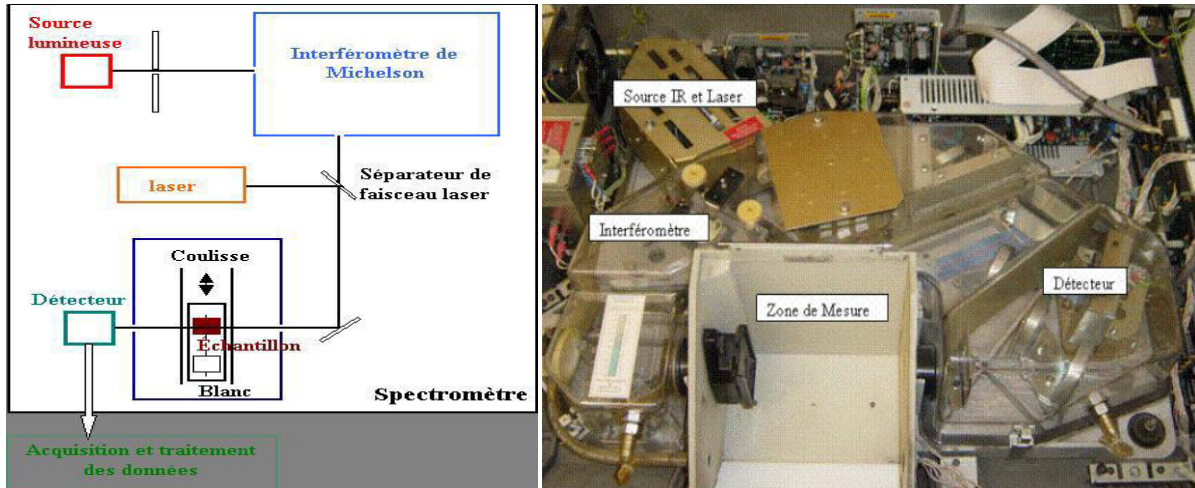 Source
lumineuse
Interféromètre de
Michelson
laser
Séparateur de
faisceau laser
Coulisse
Détecteur
Echantillon
Blanc
Spectromètre
Acquisition et traitement
des données
Source IR et Laser
Interféromètre
Zone de Mesure
Détecteur